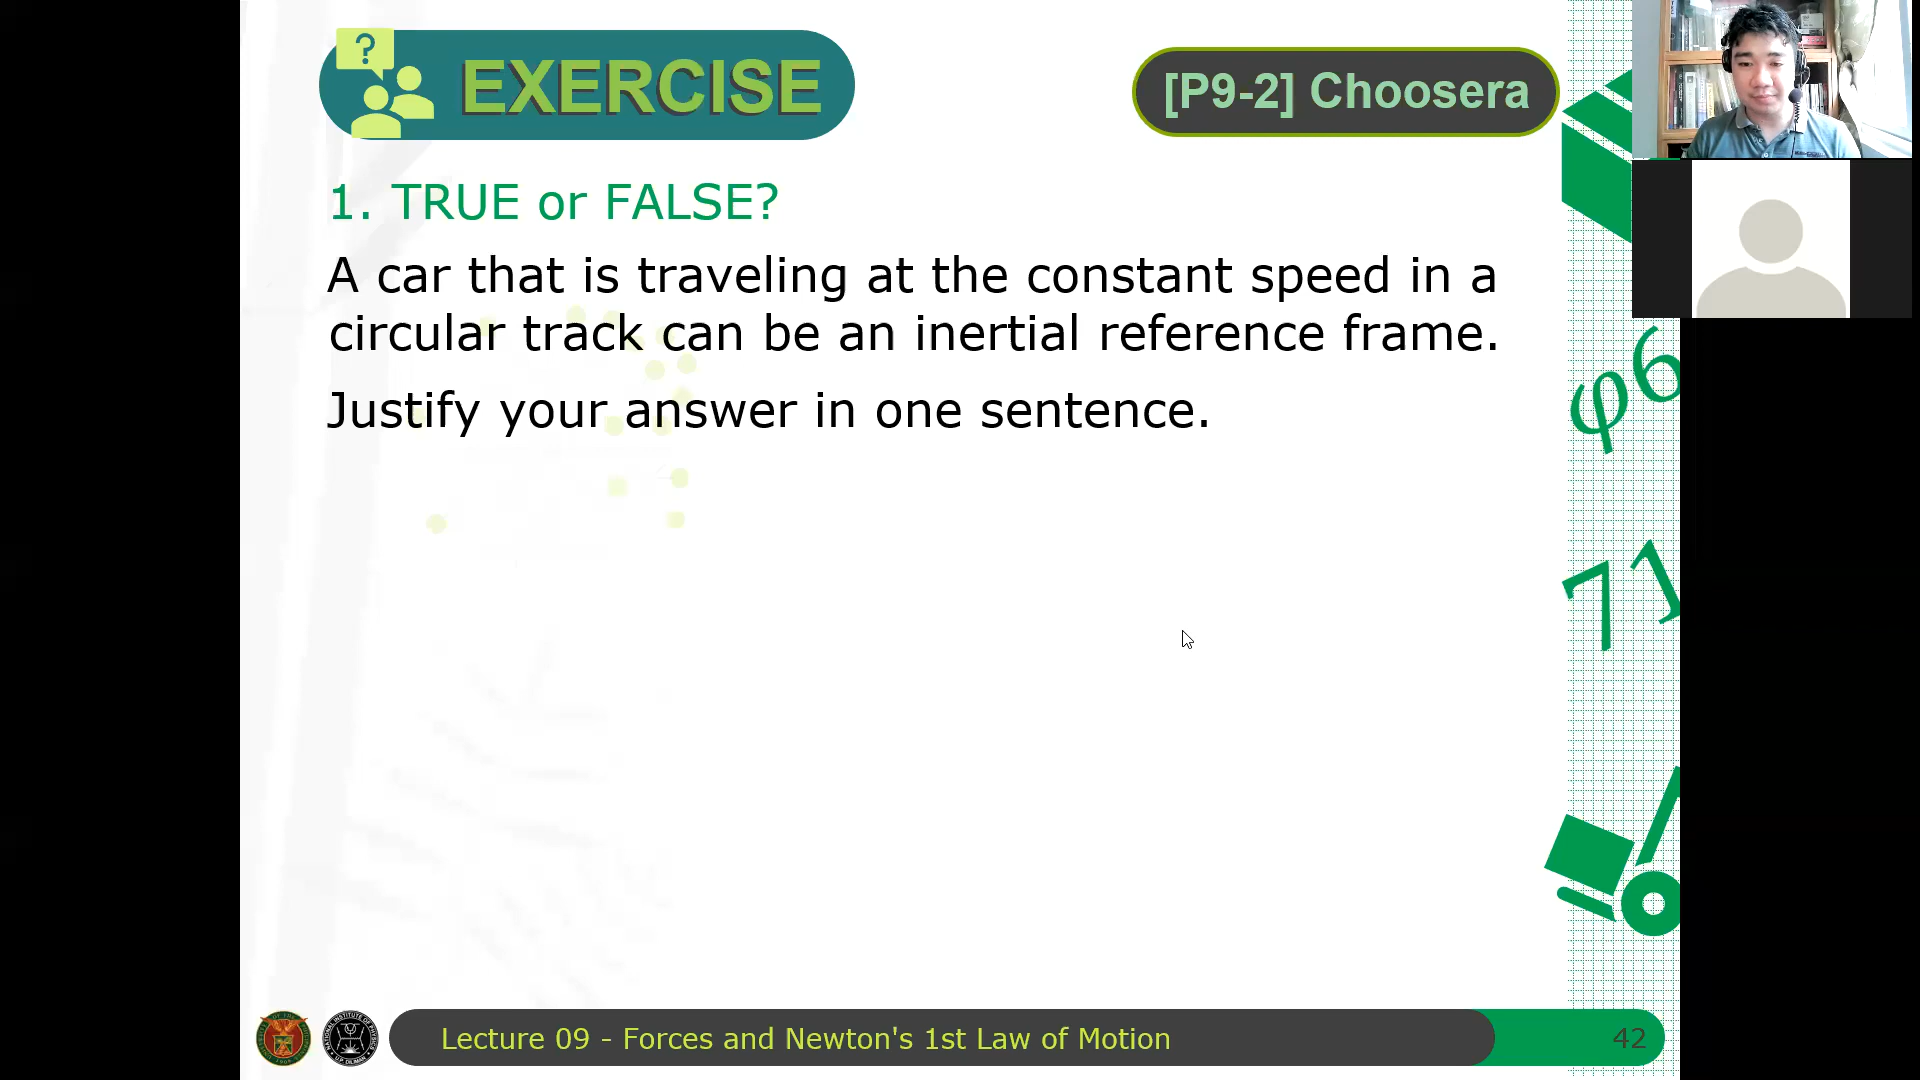 ?
EXERCISE
[P9-2] Choosera
1. TRUE or FALSE?
A car that is traveling at the constant speed in a
circular track can be an inertial reference frame.
Justify your answer in one sentence.
φ6
71
Lecture 09 - Forces and Newton's 1st Law of Motion
42